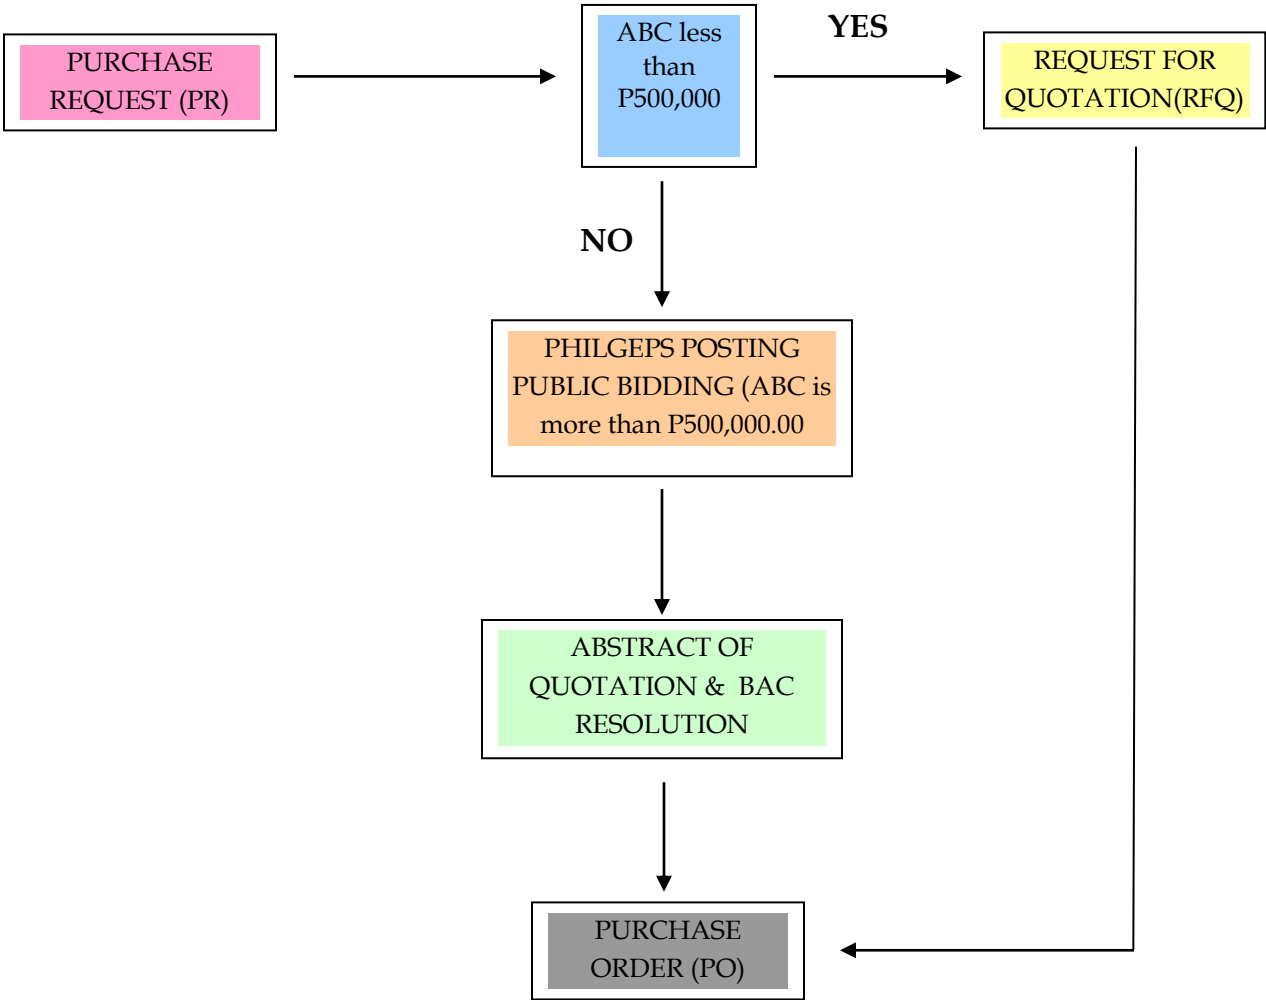 PURCHASE
REQUEST (PR)
ABC less
than
P500,000
YES
REQUEST FOR
QUOTATION(RFQ)
NO
PHILGEPS POSTING
PUBLIC BIDDING (ABC is
more than P500,000.00
ABSTRACT OF
QUOTATION & BAC
RESOLUTION
PURCHASE
ORDER (PO)